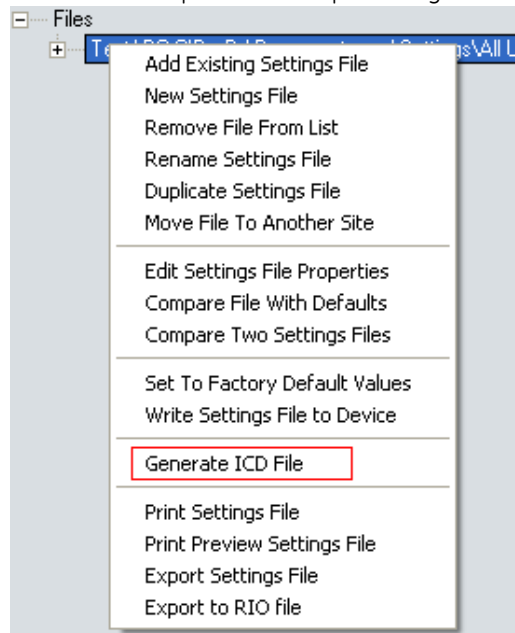 Files
Add Existing Settings File
New Settings File
Remove File From List
Rename Settings File
Duplicate Settings File
Move File To Another Site
Edit Settings File Properties
Compare File With Defaults
Compare Two Settings Files
Set To Factory Default Values
Write Settings File to Device
Generate ICD File
Print Settings File
Print Preview Settings File
Export Settings File
Export to RIO file